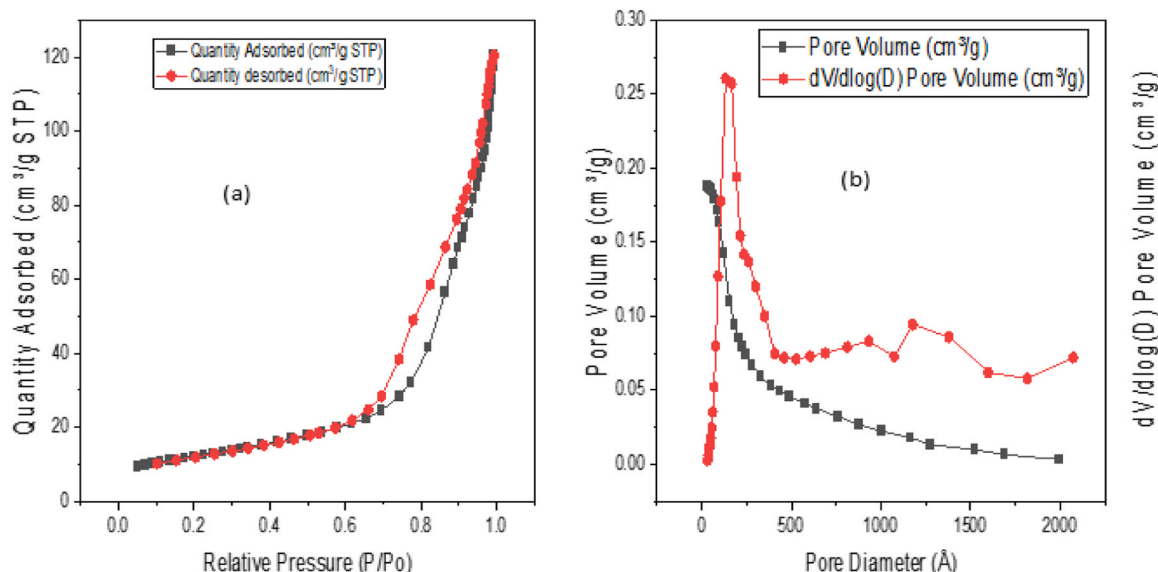 Quantity Adsorbed (cm³/g STP)
120
100
80
60
40
20
0
Quantity Adsorbed (cm³/g STP)
Quantity desorbed (cm³/g STP)
(a)
0.0 0.2 0.4 0.6 0.8 1.0
Relative Pressure (P/Po)
Pore Volume (cm³/g)
0.30
0.25
0.20
0.15
0.10
0.05
0.00
Pore Volume (cm³/g)
dV/dlog(D) Pore Volume (cm³/g)
(b)
0 500 1000 1500 2000
Pore Diameter (Å)
dV/dlog(D) Pore Volume (cm³/g)